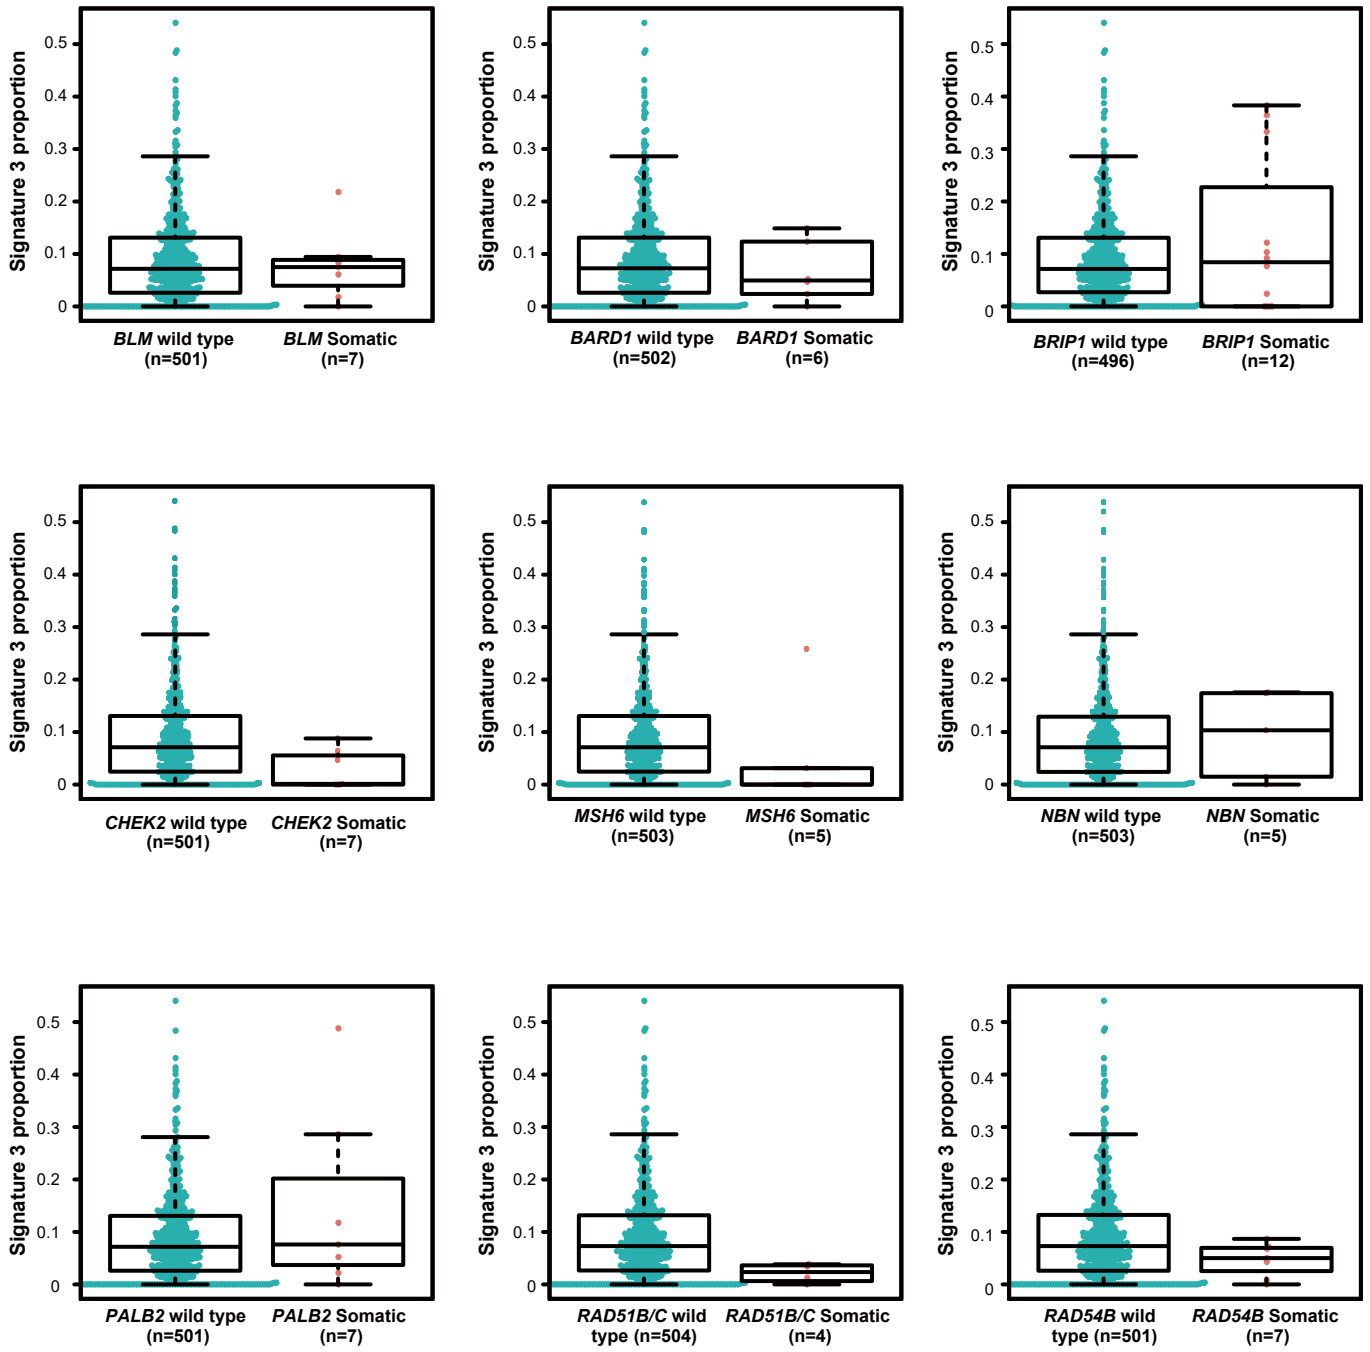 Signature 3 proportion
0.5
0.4
0.3
0.2
0.1
0
BLM wild type
(n=501)
BLM Somatic
(n=7)
Signature 3 proportion
0.5
0.4
0.3
0.2
0.1
0
BARD1 wild type
(n=502)
BARD1 Somatic
(n=6)
Signature 3 proportion
0.5
0.4
0.3
0.2
0.1
0
BRIP1 wild type
(n=496)
BRIP1 Somatic
(n=12)
Signature 3 proportion
0.5
0.4
0.3
0.2
0.1
0
CHEK2 wild type
(n=501)
CHEK2 Somatic
(n=7)
Signature 3 proportion
0.5
0.4
0.3
0.2
0.1
0
MSH6 wild type
(n=503)
MSH6 Somatic
(n=5)
Signature 3 proportion
0.5
0.4
0.3
0.2
0.1
0
NBN wild type
(n=503)
NBN Somatic
(n=5)
Signature 3 proportion
0.5
0.4
0.3
0.2
0.1
0
PALB2 wild type
(n=501)
PALB2 Somatic
(n=7)
Signature 3 proportion
0.5
0.4
0.3
0.2
0.1
0
RAD51B/C wild
type (n=504)
RAD51B/C Somatic
(n=4)
Signature 3 proportion
0.5
0.4
0.3
0.2
0.1
0
RAD54B wild
type (n=501)
RAD54B Somatic
(n=7)